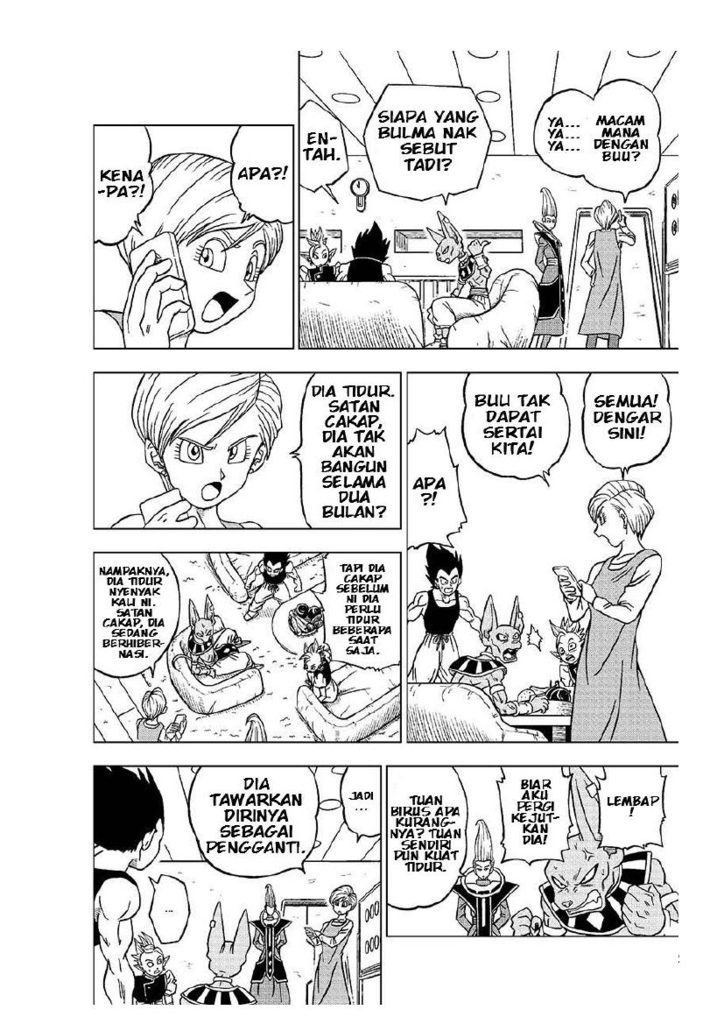 YA...
YA...
YA...
MACAM
MANA
DENGAN
BUU?
SIAPA YANG
BULMA NAK
SEBUT
TADI?
EN-
TAH.
APA?!
KENA
-PA?!
SEMUA!
DENGAR
SINI!
BUU TAK
DAPAT
SERTAI
KITA!
APA
?!
DIA TIDUR.
SATAN
CAKAP,
DIA TAK
AKAN
BANGUN
SELAMA
DUA
BULAN?
TAPI DIA
CAKAP
SEBELUM
NI DIA
PERLU
TIDUR
BEBERAPA
SAAT
SAJA.
NAMPAKNYA,
DIA TIDUR
NYENYAK
KALI NI.
SATAN
CAKAP, DIA
SEDANG
BERHIBER-
NASI.
LEMBAP
!
BIAR
AKU
PERGI
KEJUT-
KAN
DIA!
TUAN
BIRUS APA
KURANG-
NYA? TUAN
SENDIRI
PUN KUAT
TIDUR.
JADI
...
DIA
TAWARKAN
DIRINYA
SEBAGAI
PENGGANTI.
...